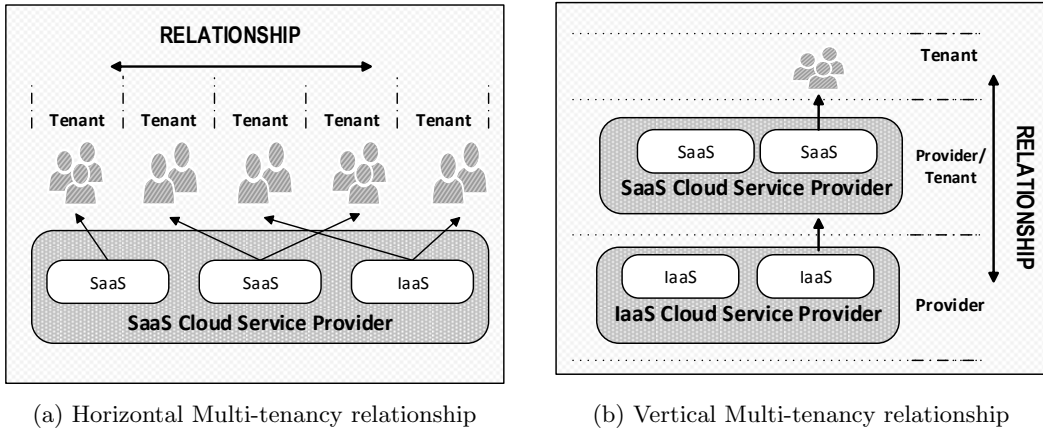 RELATIONSHIP
Tenant Tenant Tenant Tenant Tenant
SaaS SaaS IaaS
SaaS Cloud Service Provider
(a) Horizontal Multi-tenancy relationship
Tenant
SaaS SaaS
SaaS Cloud Service Provider
Provider/
Tenant
IaaS IaaS
IaaS Cloud Service Provider
Provider
RELATIONSHIP
(b) Vertical Multi-tenancy relationship